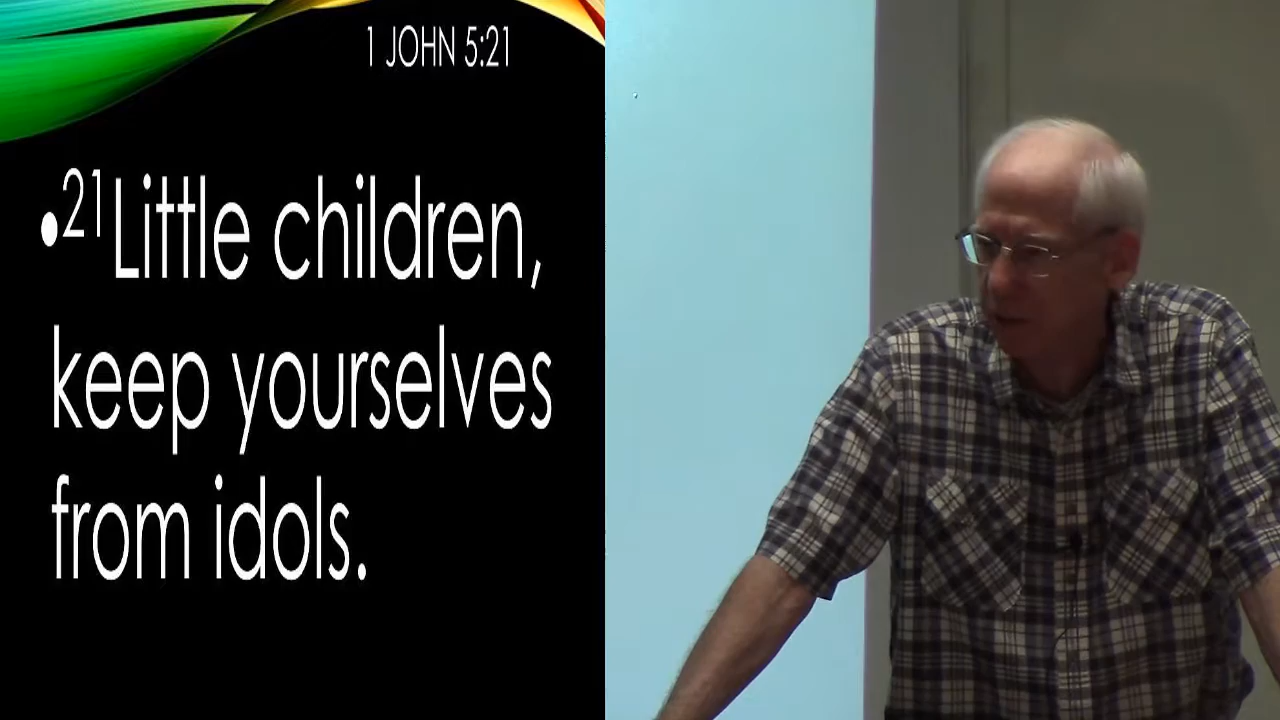 1 JOHN 5:21
•21Little children,
keep yourselves
from idols.